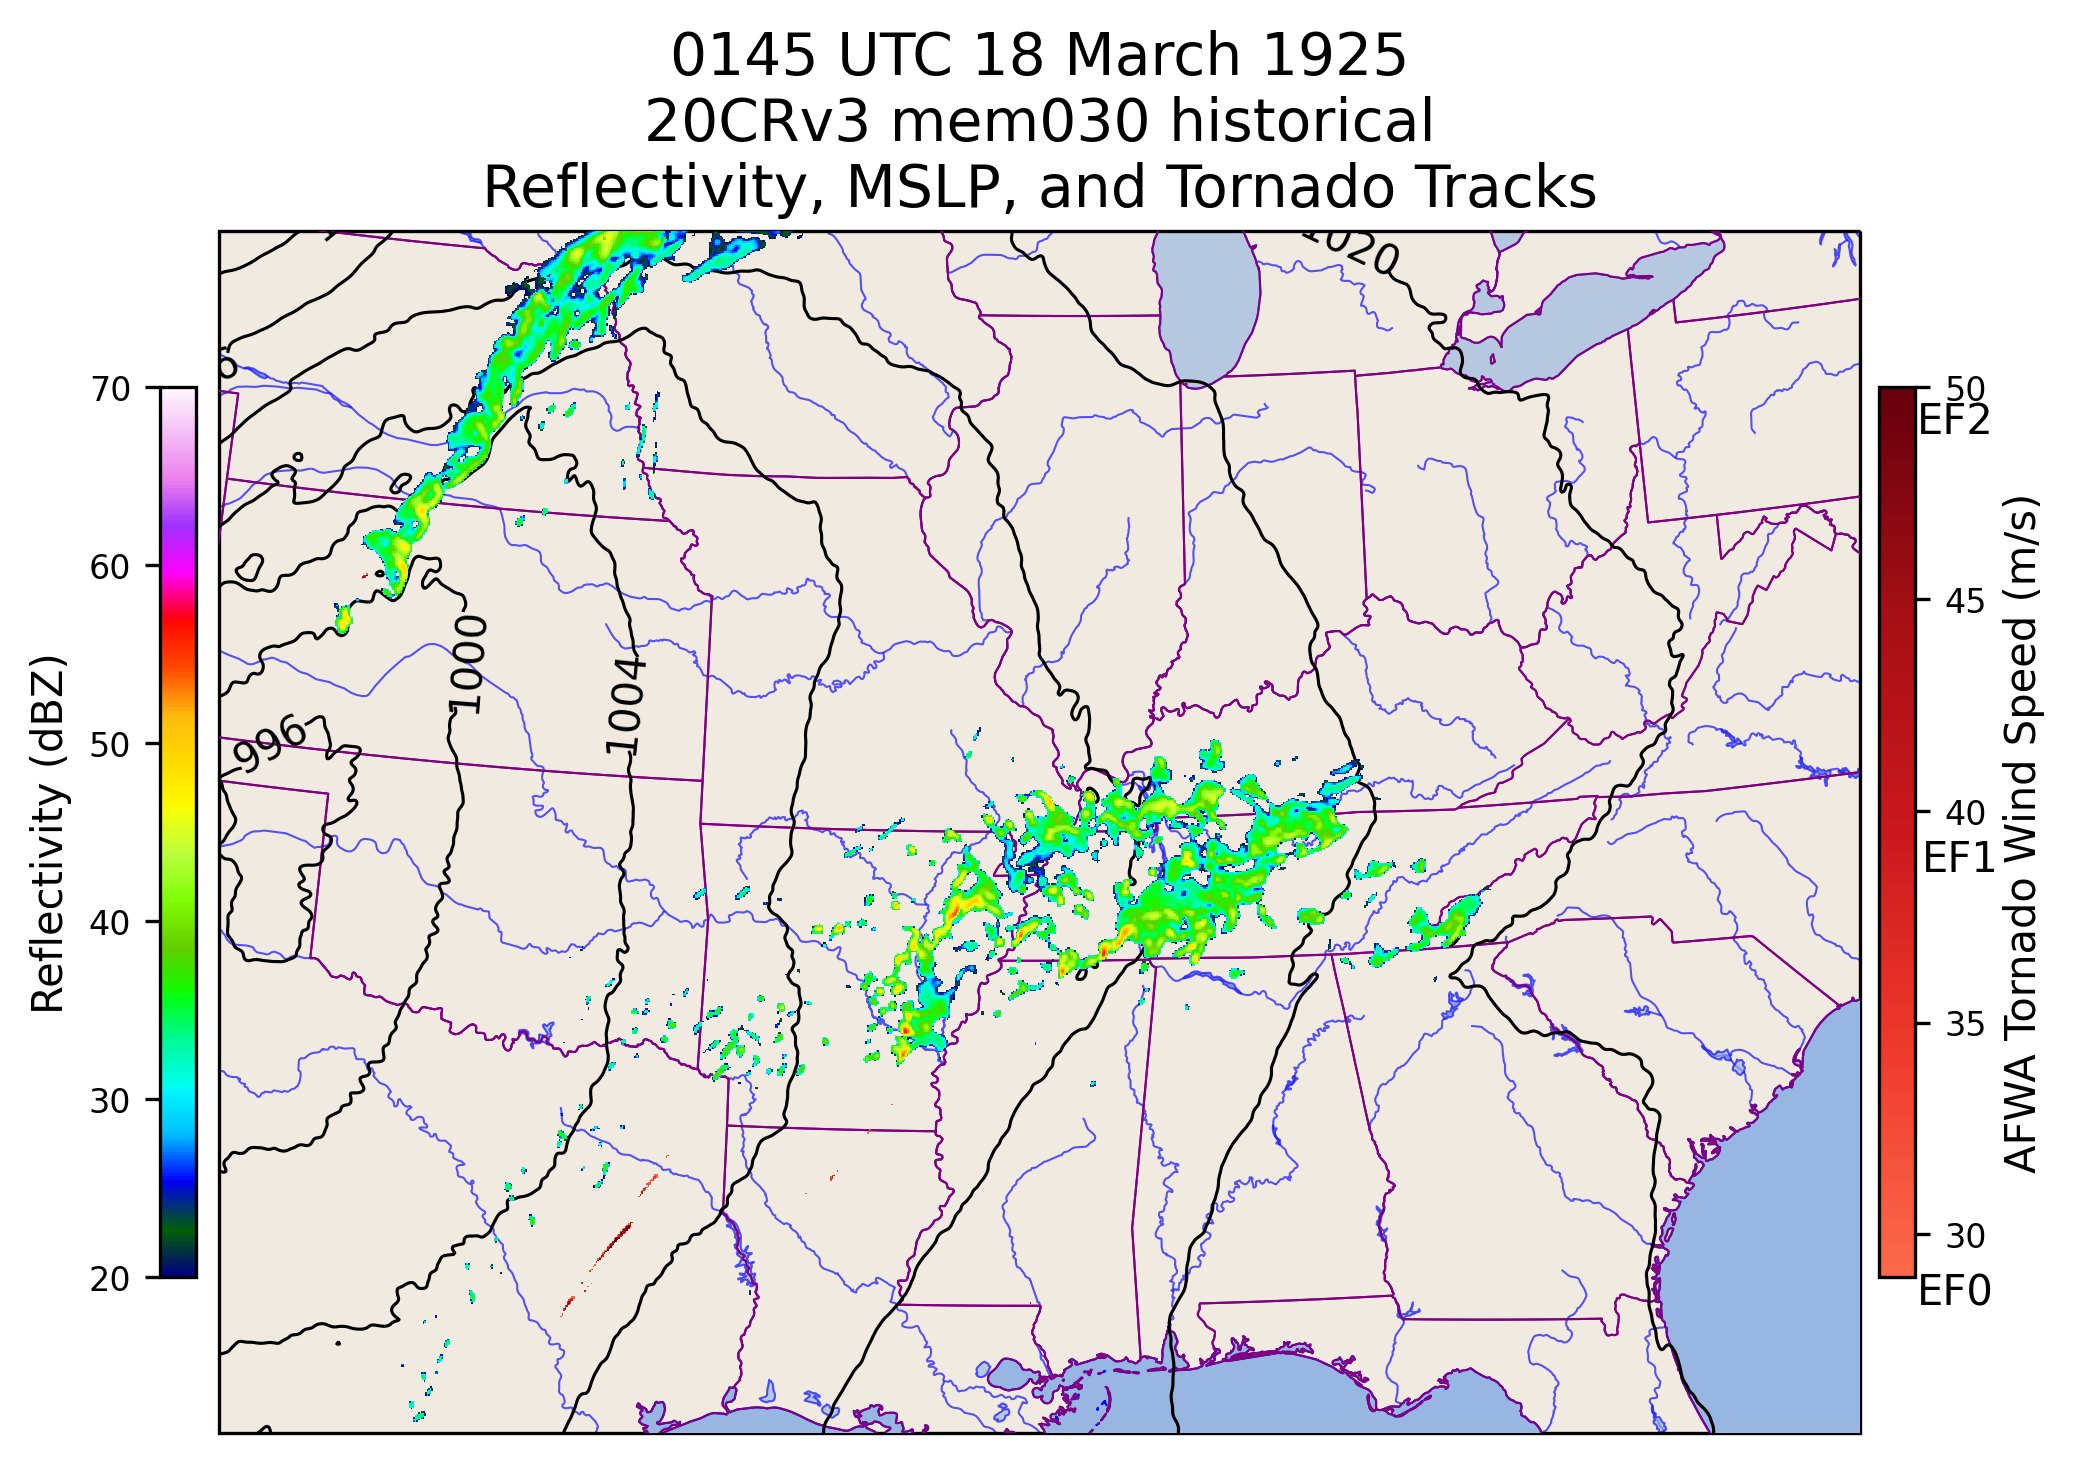 0145 UTC 18 March 1925
20CRv3 mem030 historical
Reflectivity, MSLP, and Tornado Tracks
1020
1000
1004
996
70
60
50
40
30
20
Reflectivity (dBZ)
50
EF2
45
40
EF1
35
30
EF0
AFWA Tornado Wind Speed (m/s)